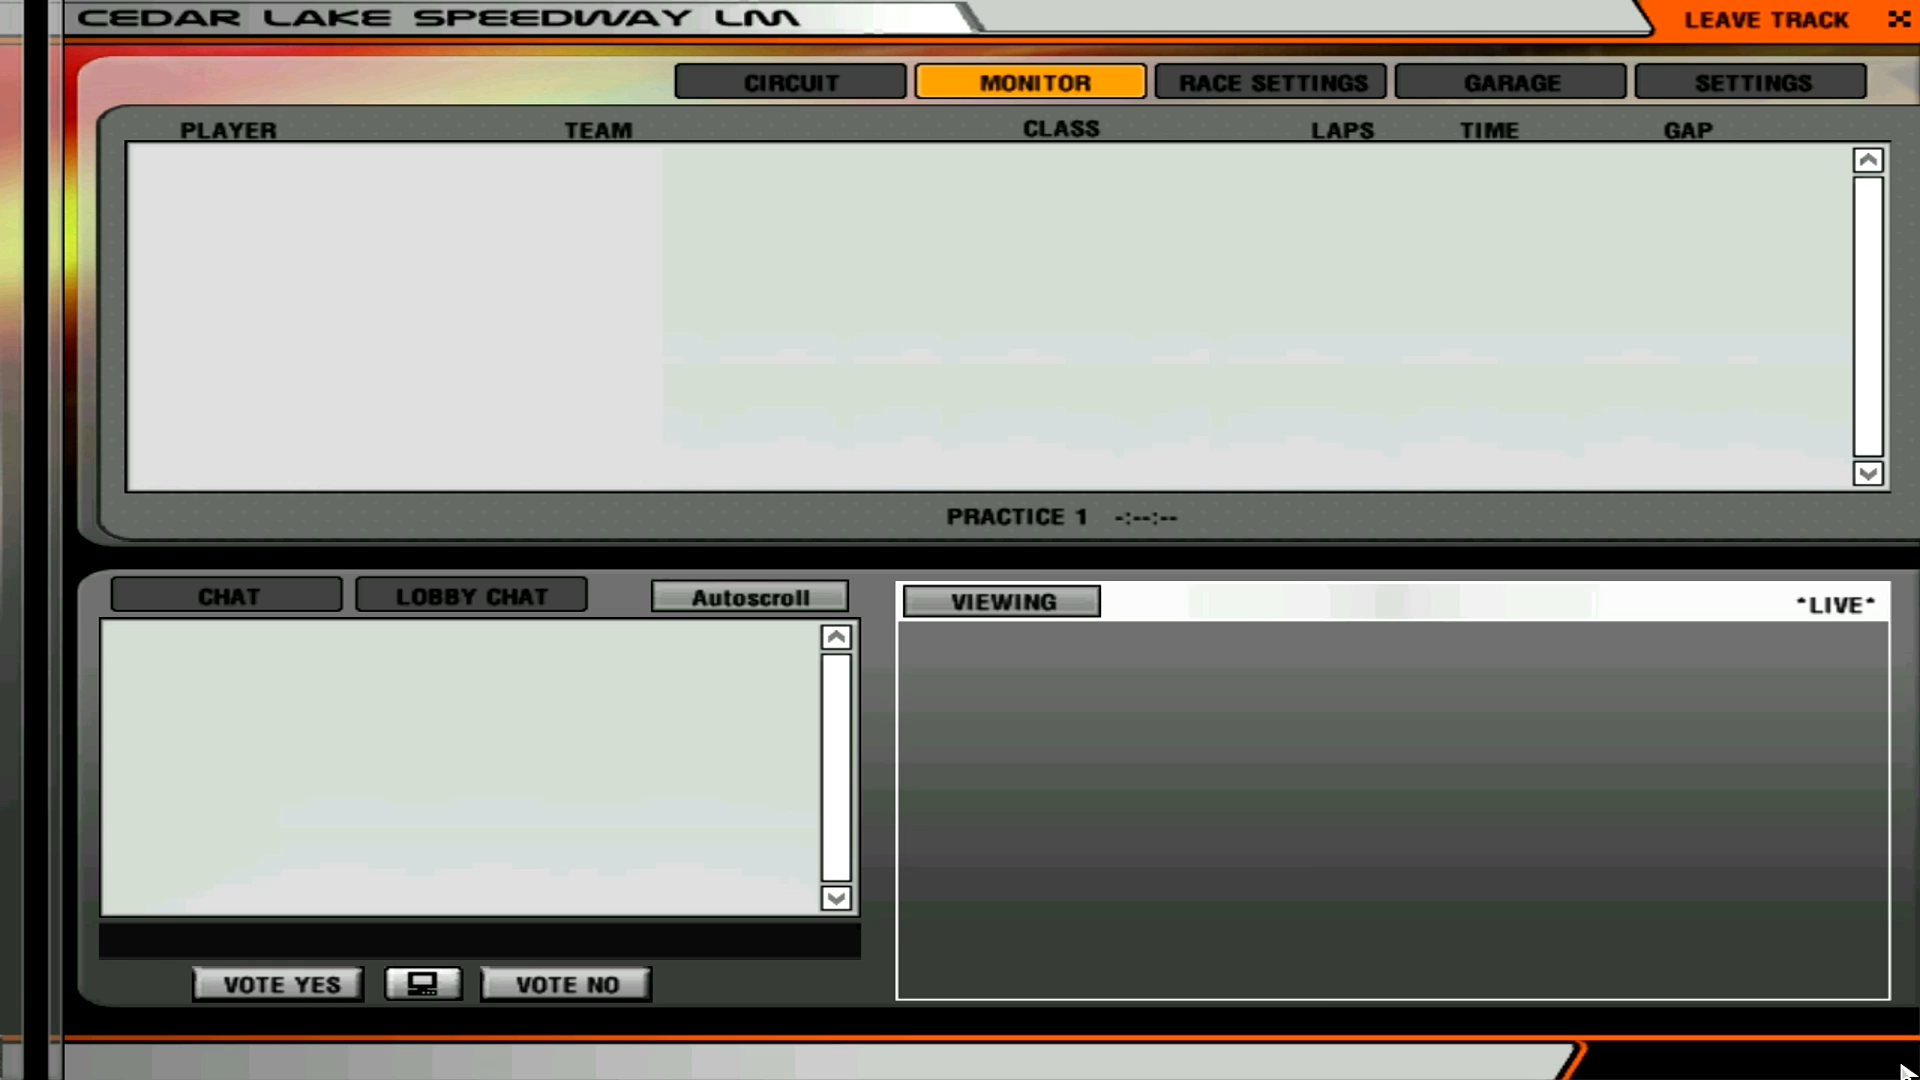 CEDAR LAKE SPEEDWAY LM
LEAVE TRACK
CIRCUIT MONITOR RACE SETTINGS GARAGE SETTINGS
PLAYER TEAM CLASS LAPS TIME GAP
PRACTICE 1 -:--:--
CHAT LOBBY CHAT Autoscroll
VIEWING *LIVE*
VOTE YES VOTE NO